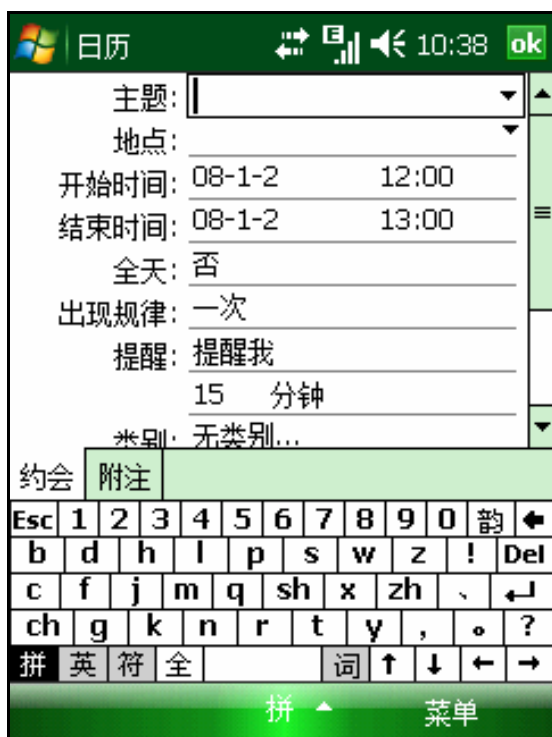 日历 10:38 ok
主题:
地点:
开始时间: 08-1-2 12:00
结束时间: 08-1-2 13:00
全天: 否
出现规律: 一次
提醒: 提醒我
15 分钟
类别: 无类别...
约会 附注
Esc 1 2 3 4 5 6 7 8 9 0 韵
b d h l p s w z ! Del
c f j m q sh x zh 、
ch g k n r t y , 。 ?
拼 英 符 全 词 ↑ ↓ ← →
拼 菜单